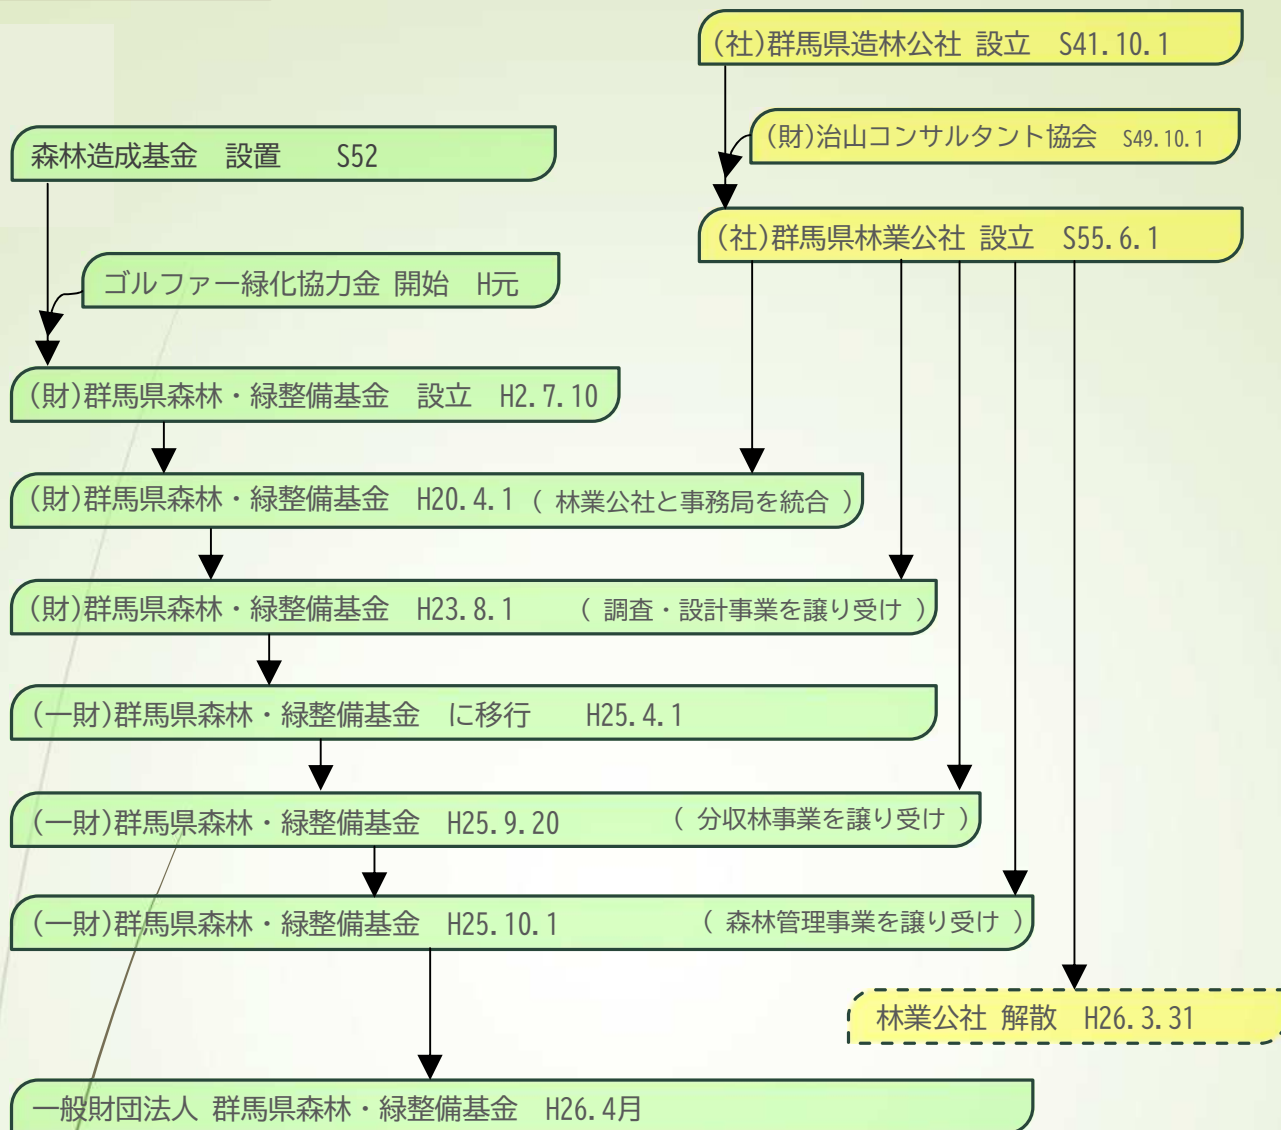 (社)群馬県造林公社 設立 S41.10.1
(財)治山コンサルタント協会 S49.10.1
森林造成基金 設置 S52
(社)群馬県林業公社 設立 S55.6.1
ゴルファー緑化協力金 開始 H元
(財)群馬県森林・緑整備基金 設立 H2.7.10
(財)群馬県森林・緑整備基金 H20.4.1 ( 林業公社と事務局を統合 )
(財)群馬県森林・緑整備基金 H23.8.1 ( 調査・設計事業を譲り受け )
(一財)群馬県森林・緑整備基金 に移行 H25.4.1
(一財)群馬県森林・緑整備基金 H25.9.20 ( 分収林事業を譲り受け )
(一財)群馬県森林・緑整備基金 H25.10.1 ( 森林管理事業を譲り受け )
林業公社 解散 H26.3.31
一般財団法人 群馬県森林・緑整備基金 H26.4月